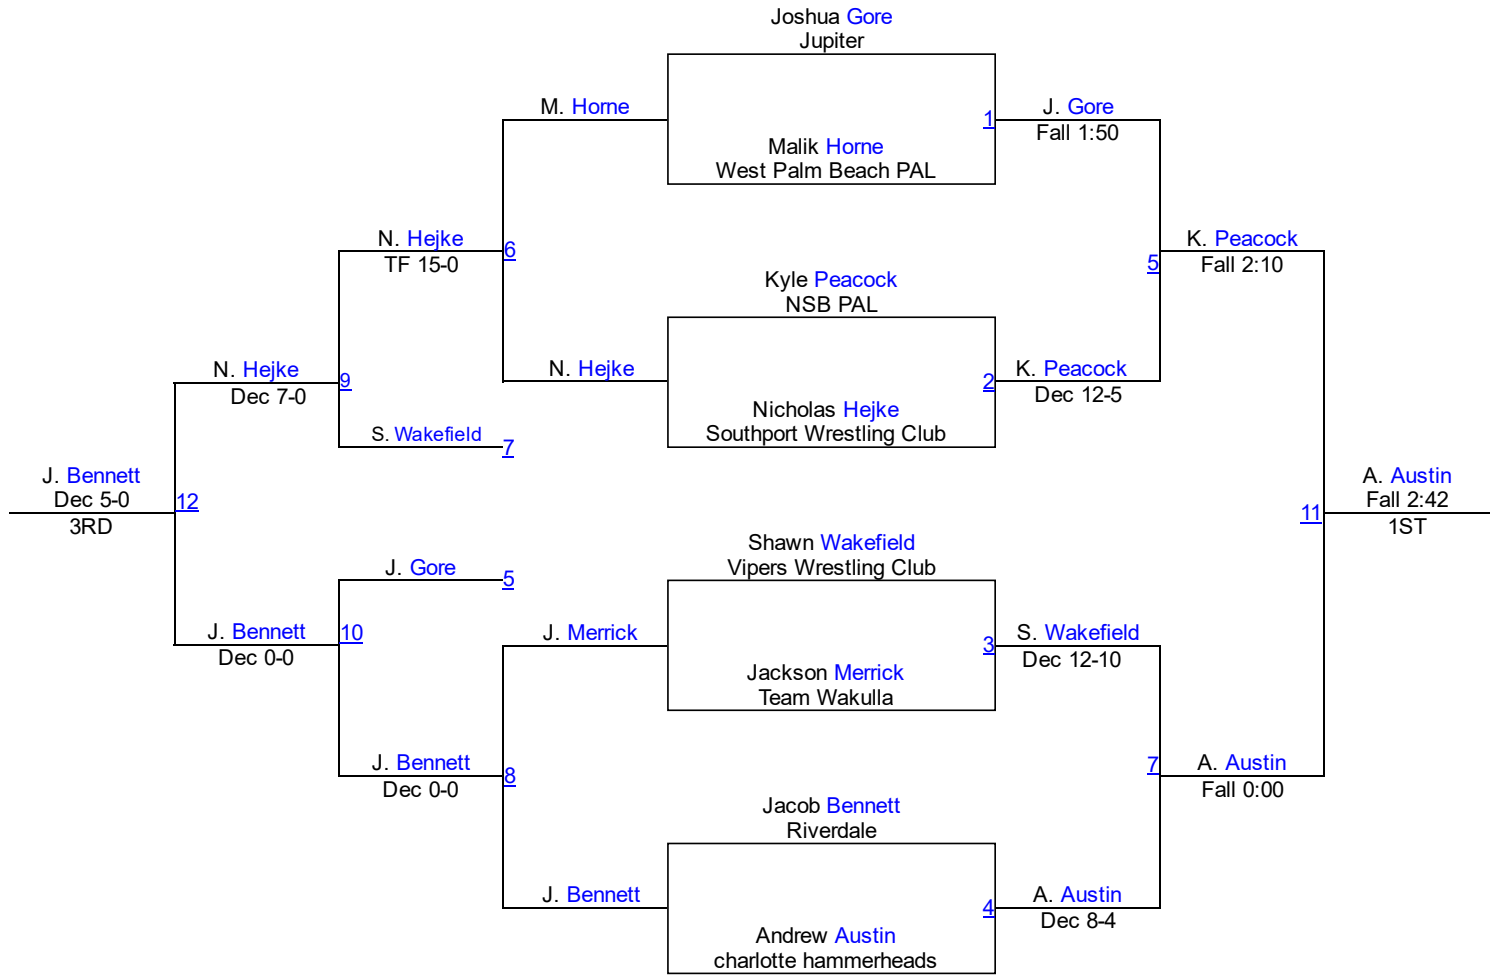 Joshua Gore
Jupiter
M. Horne
1
J. Gore
Fall 1:50
Malik Horne
West Palm Beach PAL
N. Hejke
TF 15-0
6
K. Peacock
Fall 2:10
5
Kyle Peacock
NSB PAL
N. Hejke
Dec 7-0
9
N. Hejke
2
K. Peacock
Dec 12-5
Nicholas Hejke
Southport Wrestling Club
S. Wakefield
7
J. Bennett
Dec 5-0
3RD
12
A. Austin
Fall 2:42
1ST
11
Shawn Wakefield
Vipers Wrestling Club
J. Gore
5
J. Bennett
Dec 0-0
10
J. Merrick
3
S. Wakefield
Dec 12-10
Jackson Merrick
Team Wakulla
J. Bennett
Dec 0-0
8
7
A. Austin
Fall 0:00
Jacob Bennett
Riverdale
J. Bennett
4
A. Austin
Dec 8-4
Andrew Austin
charlotte hammerheads